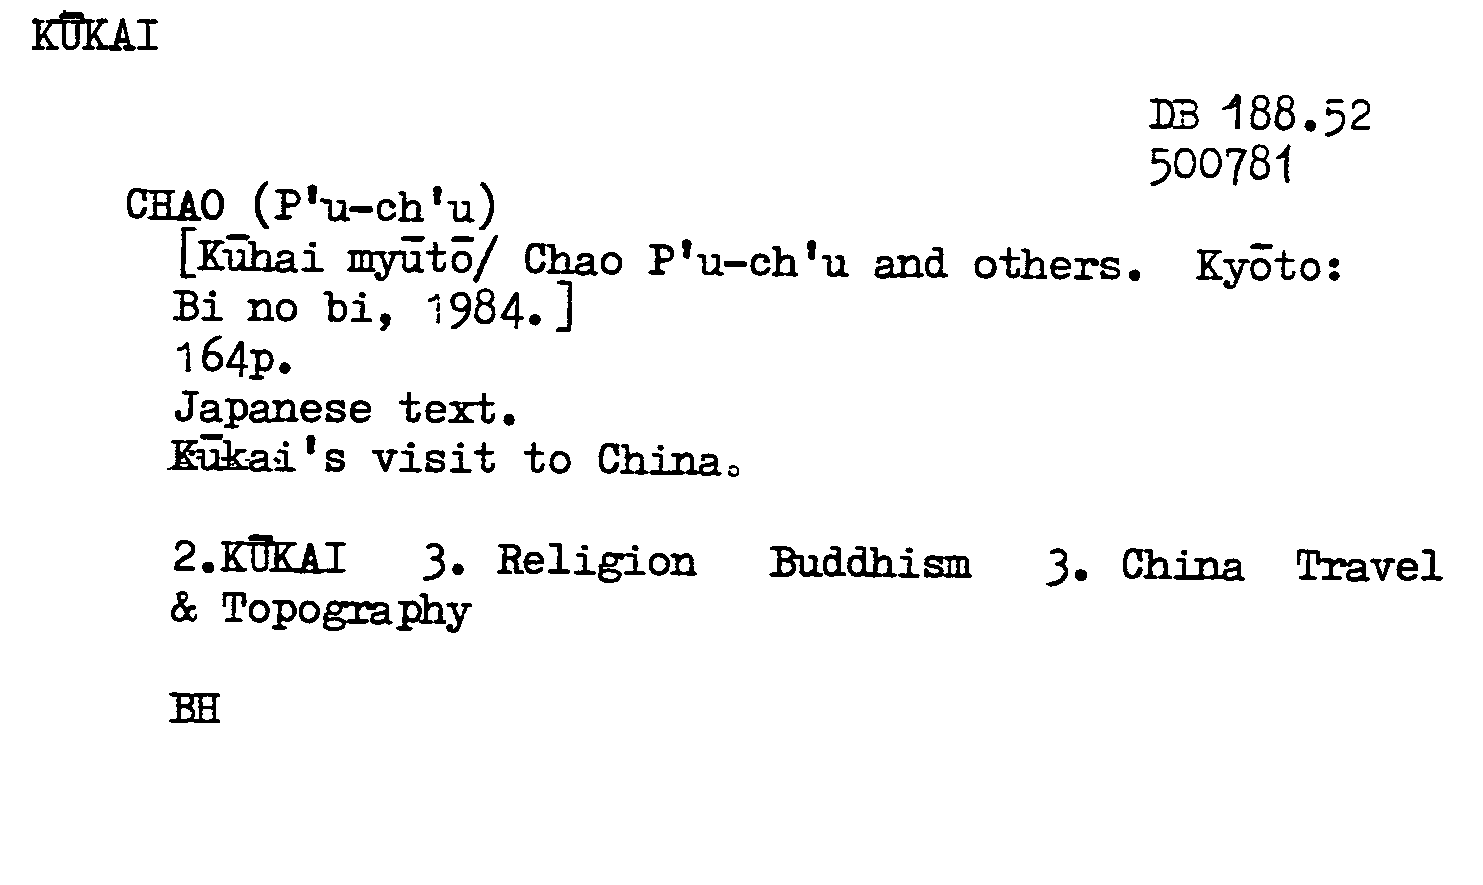 KŪKAI
DB 188.52
500781
CHAO (P'u-ch'u)
[Kūhai myūtō/ Chao P'u-ch'u and others. Kyōto:
Bi no bi, 1984.]
164p.
Japanese text.
Kūkai's visit to China.
2.KŪKAI 3. Religion Buddhism 3. China Travel
& Topography
BH